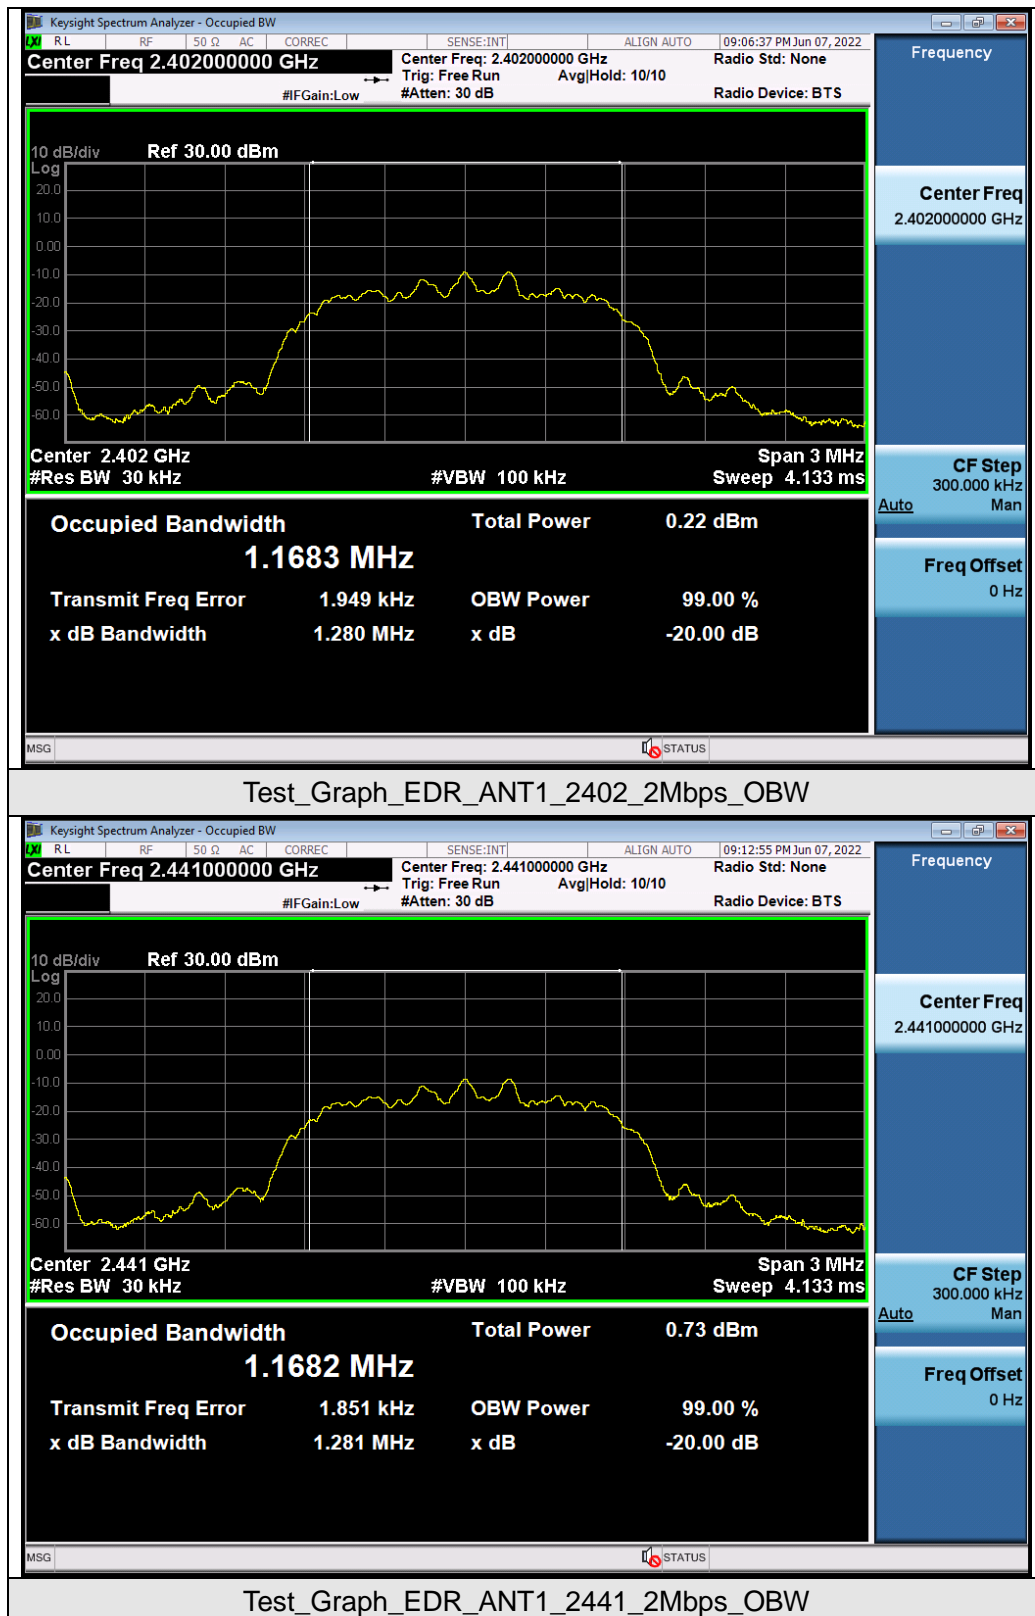 Keysight Spectrum Analyzer - Occupied BW
LXI RL RF 50 Ω AC CORREC SENSE:INT ALIGN AUTO 09:06:37 PM Jun 07, 2022
Center Freq 2.402000000 GHz
Center Freq: 2.402000000 GHz Radio Std: None
Trig: Free Run Avg|Hold: 10/10
#IFGain:Low #Atten: 30 dB Radio Device: BTS
Frequency
10 dB/div Ref 30.00 dBm
Log
20.0
10.0
0.00
-10.0
-20.0
-30.0
-40.0
-50.0
-60.0
Center 2.402 GHz Span 3 MHz
#Res BW 30 kHz #VBW 100 kHz Sweep 4.133 ms
Center Freq
2.402000000 GHz
CF Step
300.000 kHz
Auto Man
Freq Offset
0 Hz
Occupied Bandwidth Total Power 0.22 dBm
1.1683 MHz
Transmit Freq Error 1.949 kHz OBW Power 99.00 %
x dB Bandwidth 1.280 MHz x dB -20.00 dB
MSG STATUS
Test_Graph_EDR_ANT1_2402_2Mbps_OBW
Keysight Spectrum Analyzer - Occupied BW
LXI RL RF 50 Ω AC CORREC SENSE:INT ALIGN AUTO 09:12:55 PM Jun 07, 2022
Center Freq 2.441000000 GHz
Center Freq: 2.441000000 GHz Radio Std: None
Trig: Free Run Avg|Hold: 10/10
#IFGain:Low #Atten: 30 dB Radio Device: BTS
Frequency
10 dB/div Ref 30.00 dBm
Log
20.0
10.0
0.00
-10.0
-20.0
-30.0
-40.0
-50.0
-60.0
Center 2.441 GHz Span 3 MHz
#Res BW 30 kHz #VBW 100 kHz Sweep 4.133 ms
Center Freq
2.441000000 GHz
CF Step
300.000 kHz
Auto Man
Freq Offset
0 Hz
Occupied Bandwidth Total Power 0.73 dBm
1.1682 MHz
Transmit Freq Error 1.851 kHz OBW Power 99.00 %
x dB Bandwidth 1.281 MHz x dB -20.00 dB
MSG STATUS
Test_Graph_EDR_ANT1_2441_2Mbps_OBW